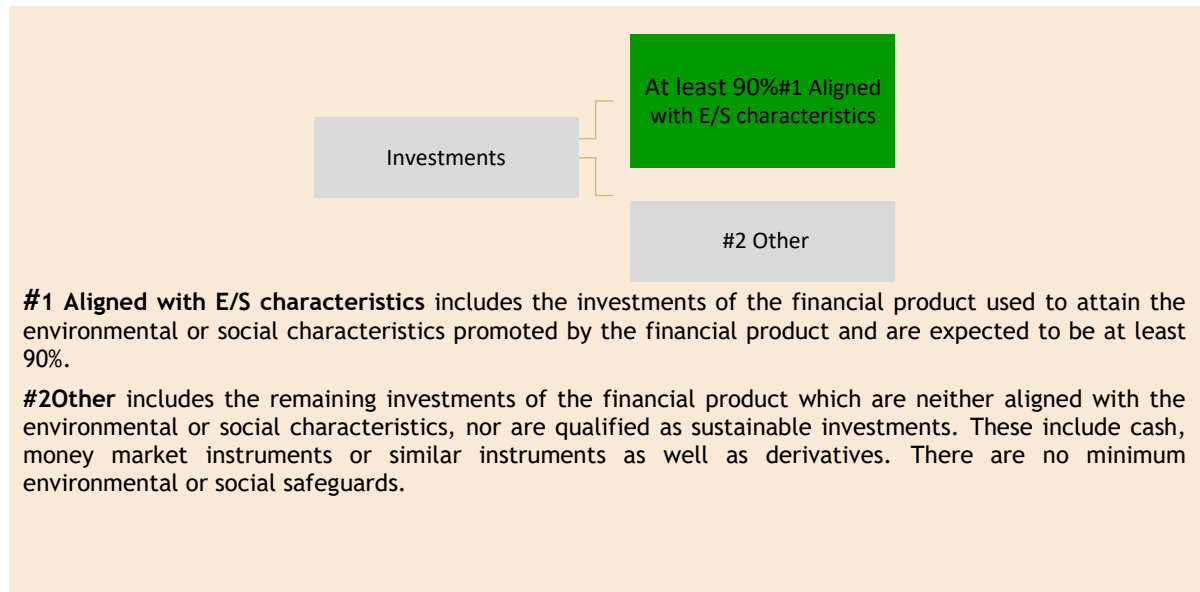 At least 90%#1 Aligned
with E/S characteristics
Investments
#2 Other
#1 Aligned with E/S characteristics includes the investments of the financial product used to attain the
environmental or social characteristics promoted by the financial product and are expected to be at least
90%.
#2Other includes the remaining investments of the financial product which are neither aligned with the
environmental or social characteristics, nor are qualified as sustainable investments. These include cash,
money market instruments or similar instruments as well as derivatives. There are no minimum
environmental or social safeguards.